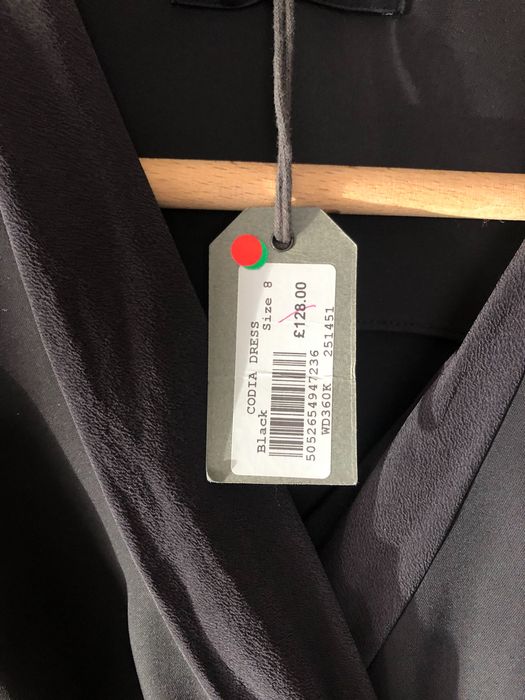 CODIA DRESS
Black Size 8
£128.00
5052654947236
WD360K 251451